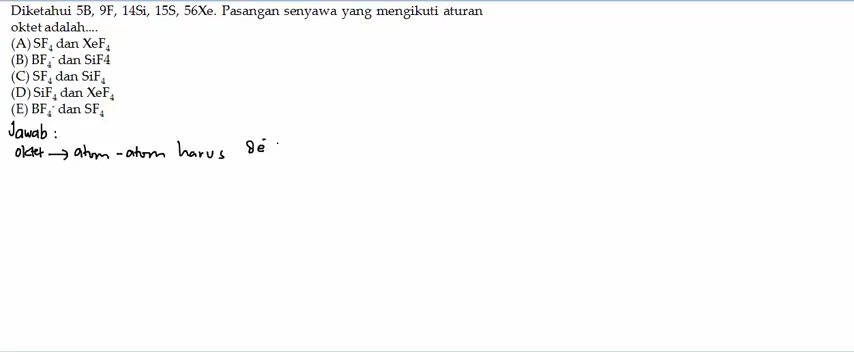 Diketahui 5B, 9F, 14Si, 15S, 56Xe. Pasangan senyawa yang mengikuti aturan
oktet adalah....
(A) SF₄ dan XeF₄
(B) BF₄⁻ dan SiF4
(C) SF₄ dan SiF₄
(D) SiF₄ dan XeF₄
(E) BF₄⁻ dan SF₄
Jawab :
oktet → atom - atom harus 8e⁻.